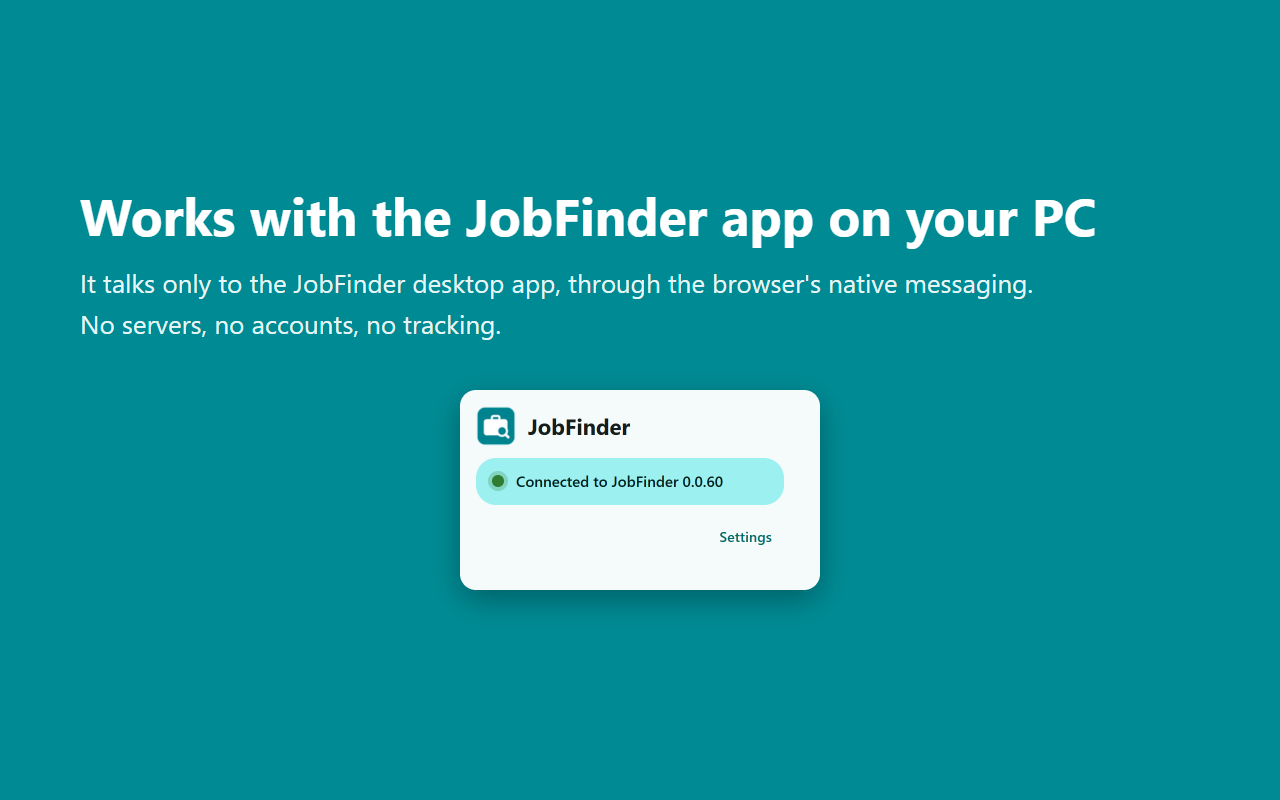 Works with the JobFinder app on your PC
It talks only to the JobFinder desktop app, through the browser's native messaging.
No servers, no accounts, no tracking.
JobFinder
Connected to JobFinder 0.0.60
Settings